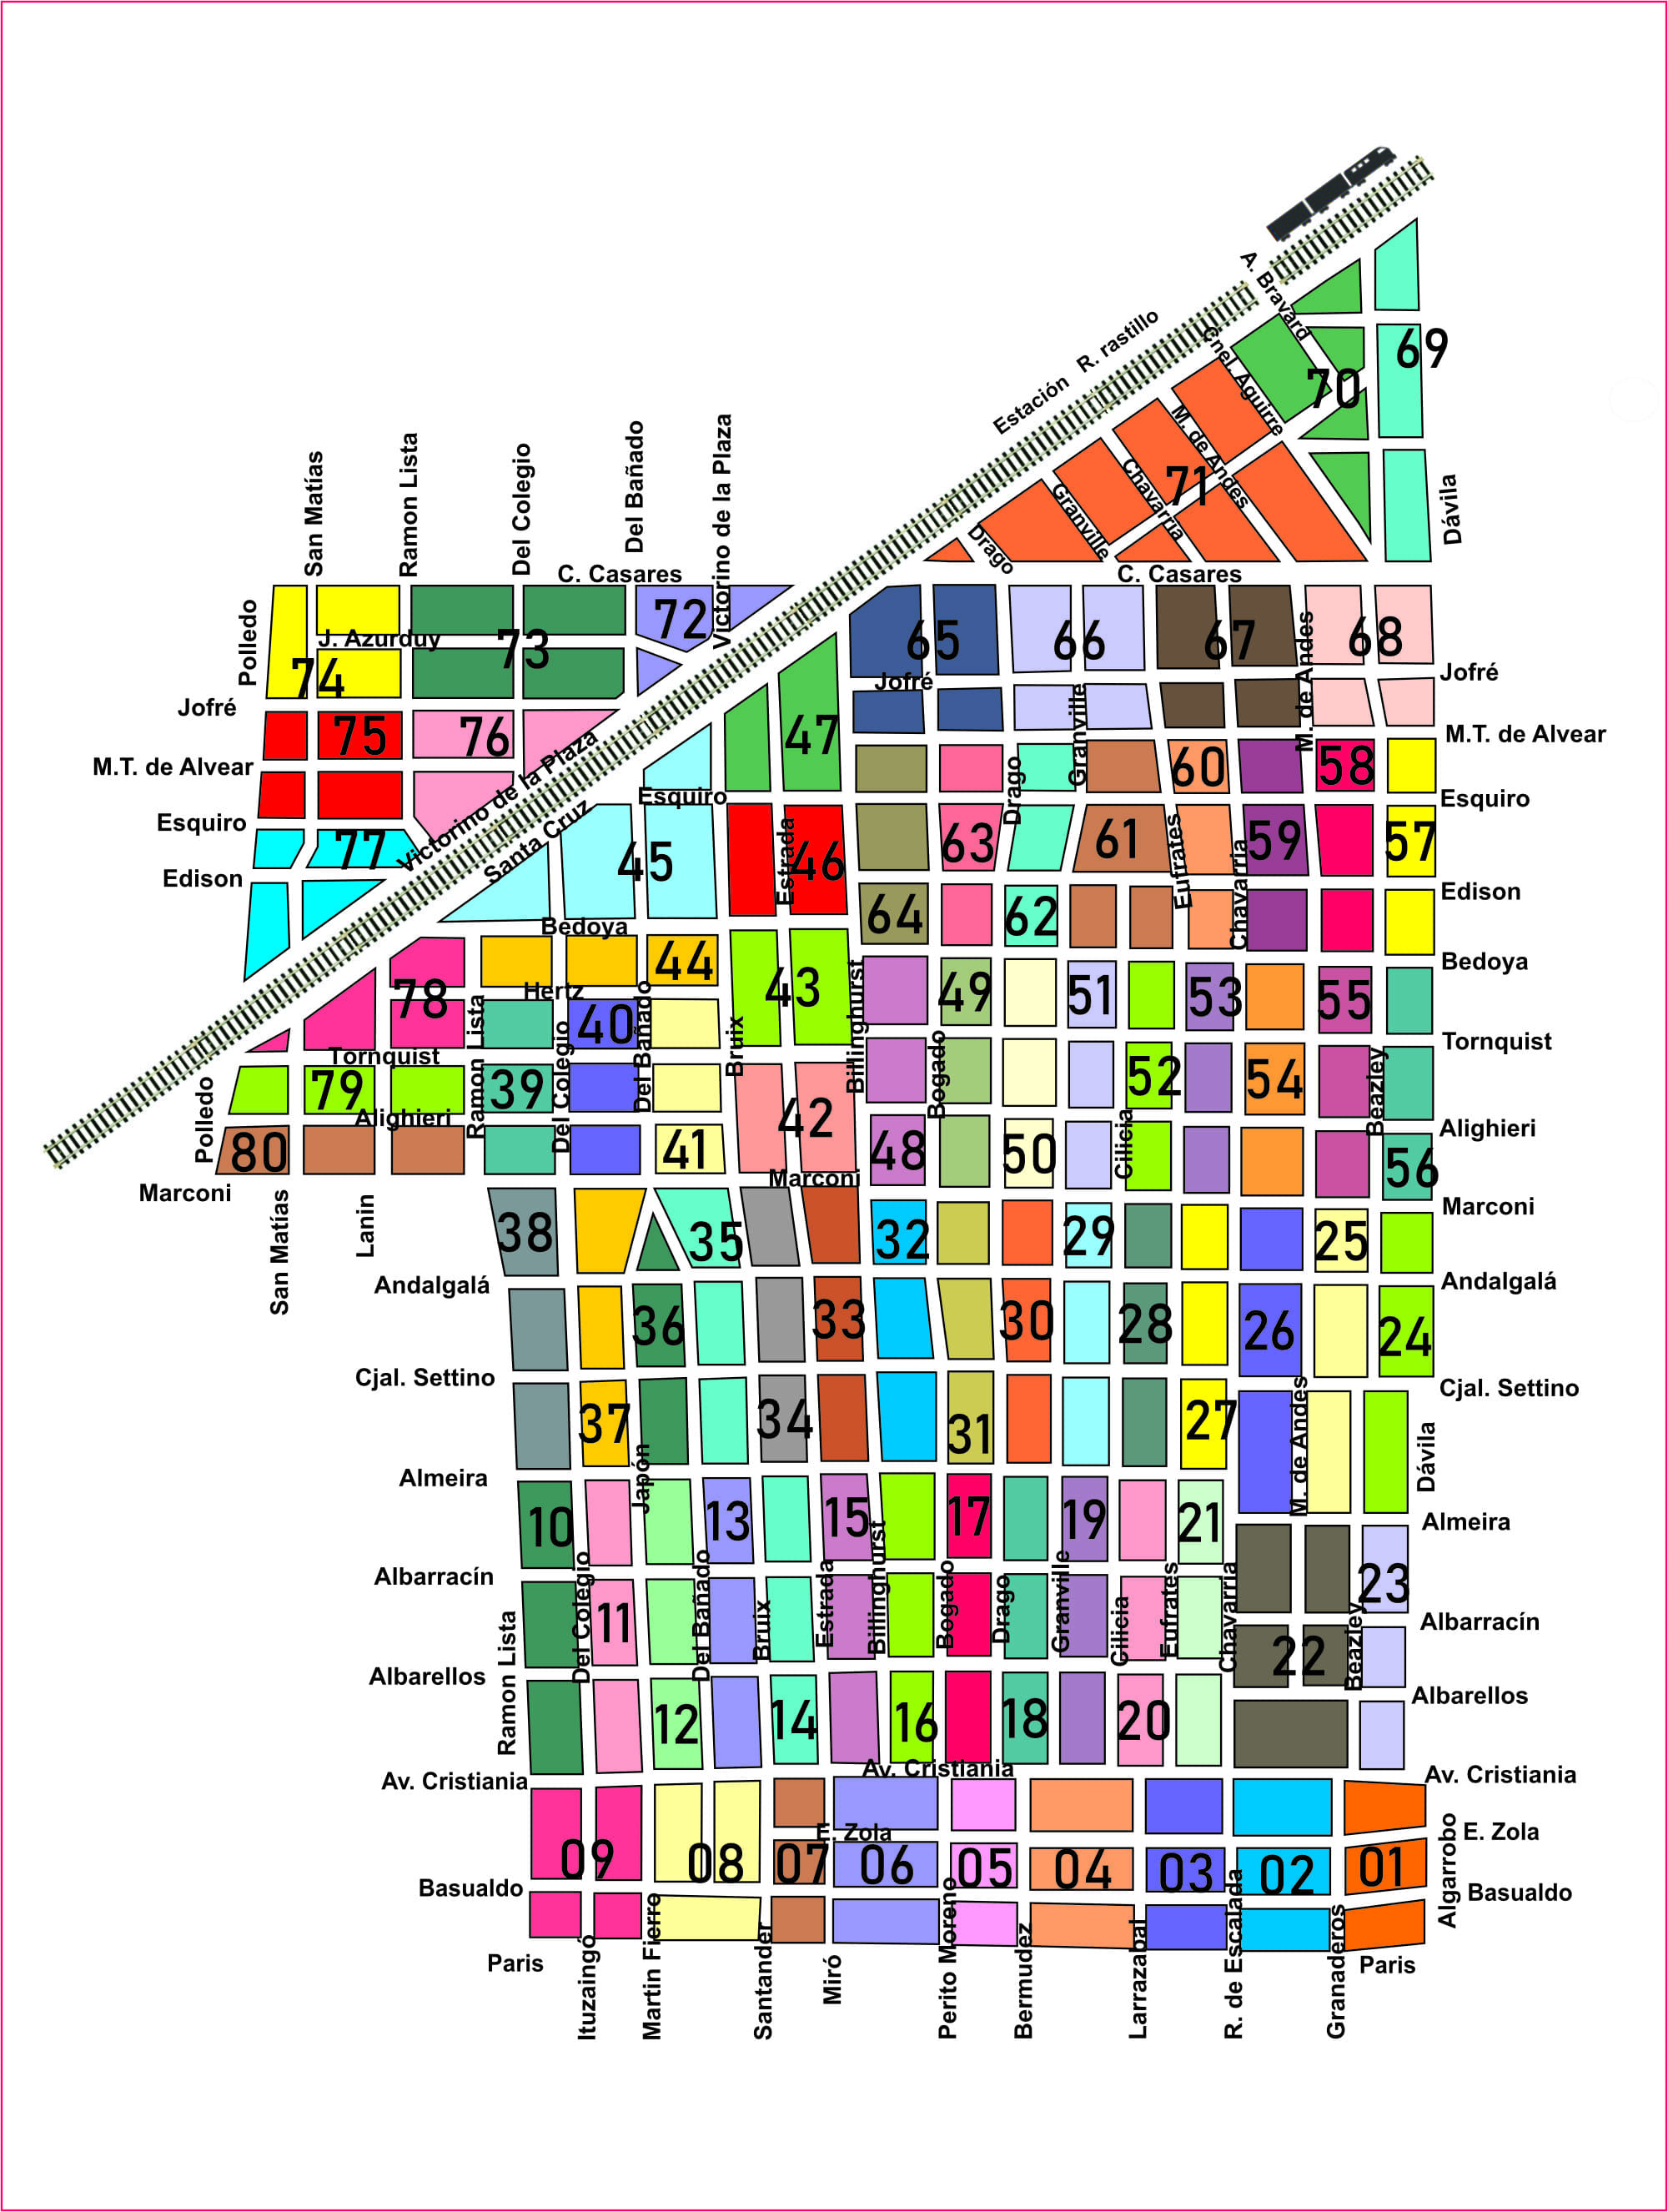 A. Bravard
Estación R. rastillo
Cnel. Aguirre
69
70
M. de Andes
71
Chavarria
Granville
Drago
Dávila
San Matías
Ramon Lista
Del Colegio
Del Bañado
Victorino de la Plaza
C. Casares
C. Casares
Polledo
72
J. Azurduy
73
74
65
66
67
68
M. de Andes
Jofré
Jofré
Jofré
75
76
47
Granville
M.T. de Alvear
M.T. de Alvear
Victorino de la Plaza
60
58
Drago
Esquiro
Esquiro
Esquiro
Santa Cruz
77
45
Estrada
46
63
61
Eufrates
59
57
Chavarria
Edison
Edison
64
62
Bedoya
Bedoya
44
43
Billinghurst
49
51
53
55
78
Hertz
40
Ramon Lista
Del Colegio
Del Bañado
Bruix
Bogado
Tornquist
Tornquist
79
39
52
54
Beazley
Polledo
Alighieri
Alighieri
42
Cilicia
80
41
48
50
56
Marconi
Marconi
Marconi
San Matías
Lanin
38
35
32
29
25
Andalgalá
Andalgalá
36
33
30
28
26
24
Cjal. Settino
Cjal. Settino
37
34
31
27
M. de Andes
Dávila
Japón
Almeira
Almeira
10
13
15
17
19
21
23
Albarracín
Albarracín
Ramon Lista
Del Colegio
11
Del Bañado
Bruix
Estrada
Billinghurst
Bogado
Drago
Granville
Cilicia
Eufrates
Chavarria
22
Beazley
Albarellos
Albarellos
12
14
16
18
20
Av. Cristiania
Av. Cristiania
Av. Cristiania
E. Zola
E. Zola
09
08
07
06
05
04
03
02
01
Algarrobo
Basualdo
Basualdo
Paris
Ituzaingó
Martin Fierro
Santander
Miró
Perito Moreno
Bermudez
Larrazabal
R. de Escalada
Granaderos
Paris